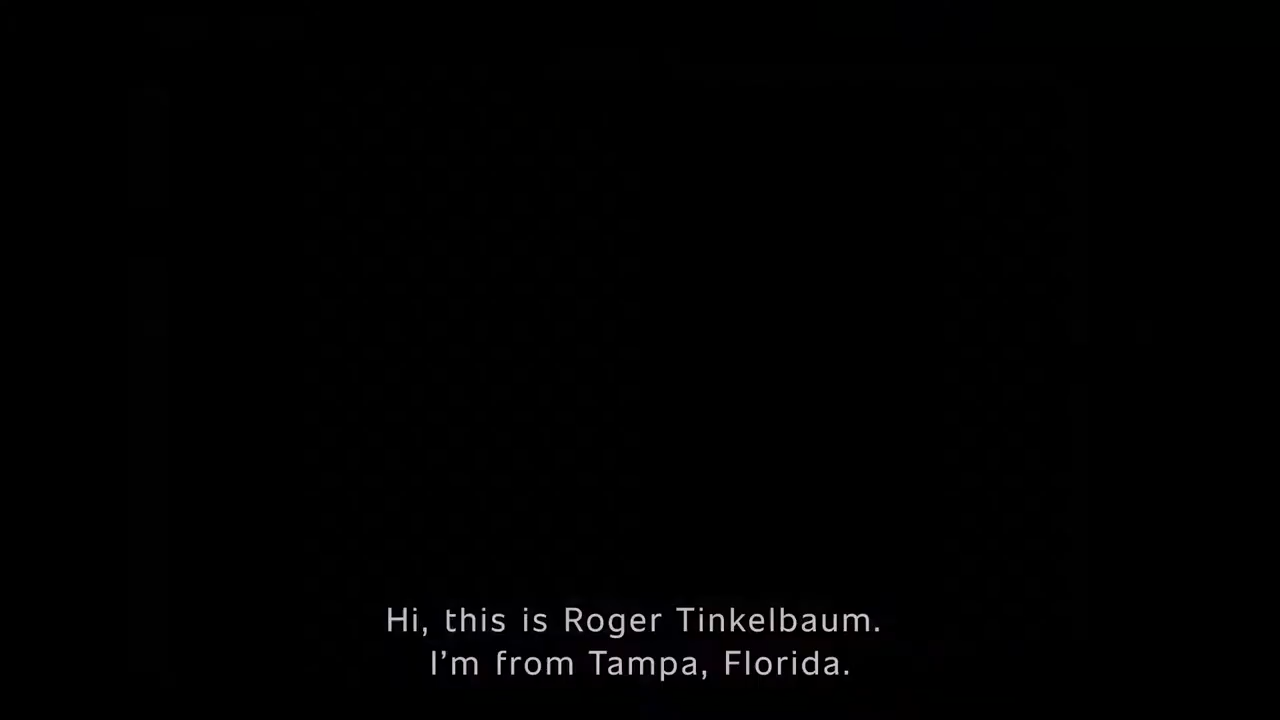 Hi, this is Roger Tinkelbaum.
I’m from Tampa, Florida.